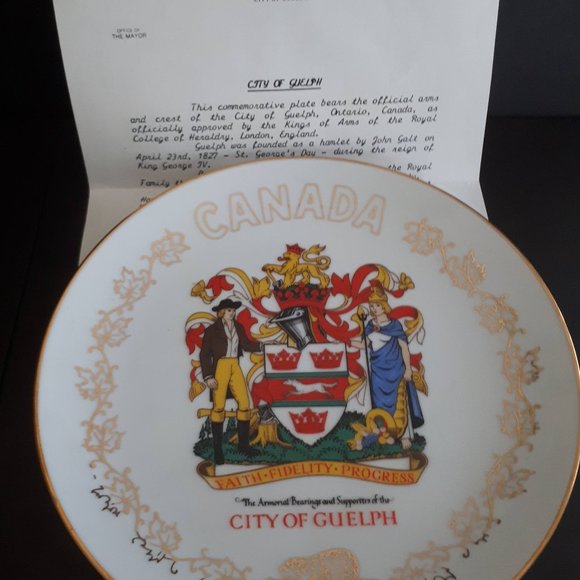 OFFICE OF
THE MAYOR
CITY OF GUELPH
This commemorative plate bears the official arms
and crest of the City of Guelph, Ontario, Canada, as
officially approved by the Kings of Arms of the Royal
College of Heraldry, London, England.
Guelph was founded as a hamlet by John Galt on
April 23rd, 1827 - St. George's Day - during the reign of
King George IV.
the Royal
Family
CANADA
FAITH · FIDELITY · PROGRESS
The Armorial Bearings and Supporters of the
CITY OF GUELPH